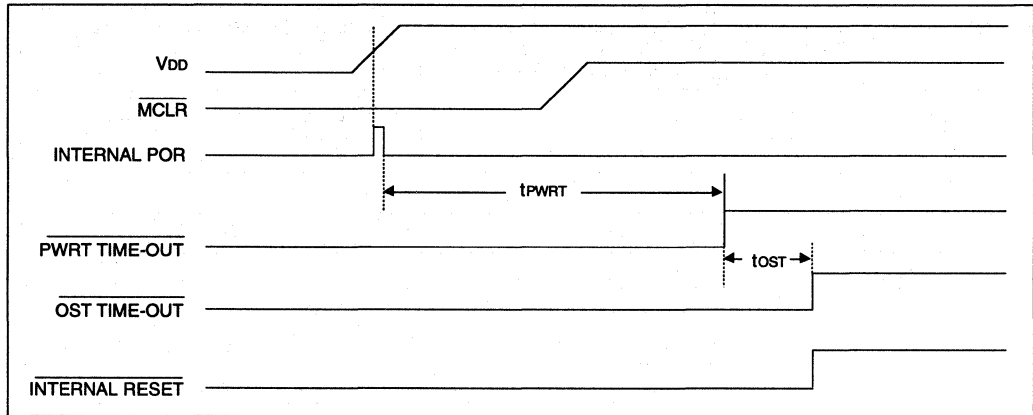 VDD
MCLR
INTERNAL POR
tPWRT
PWRT TIME-OUT
tOST
OST TIME-OUT
INTERNAL RESET